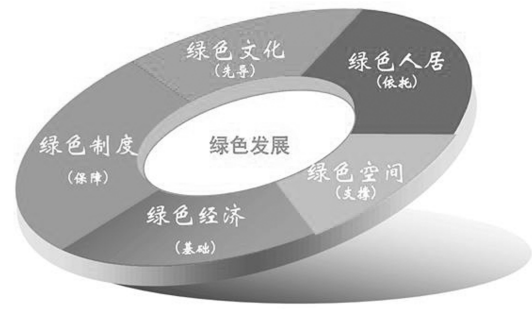 绿色文化
(先导)
绿色人居
(依托)
绿色制度
(保障)
绿色发展
绿色空间
(支撑)
绿色经济
(基础)